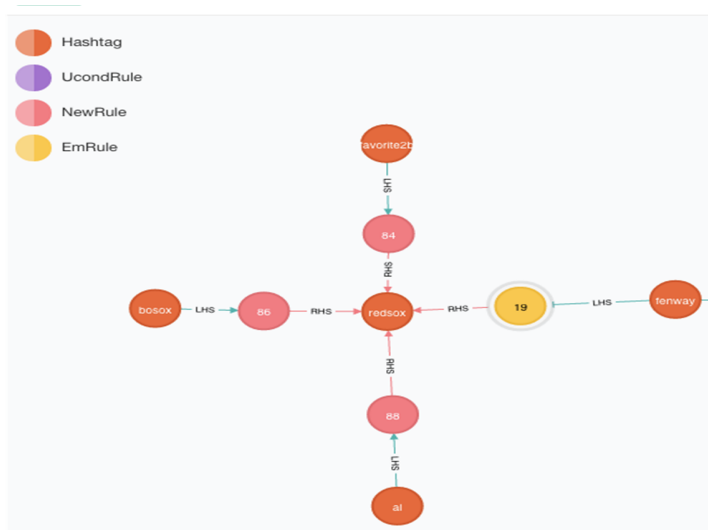 Hashtag
UcondRule
NewRule
EmRule
avorite2b
LHS
84
RHS
bosox
LHS
86
RHS
redsox
RHS
19
LHS
fenway
RHS
88
LHS
al